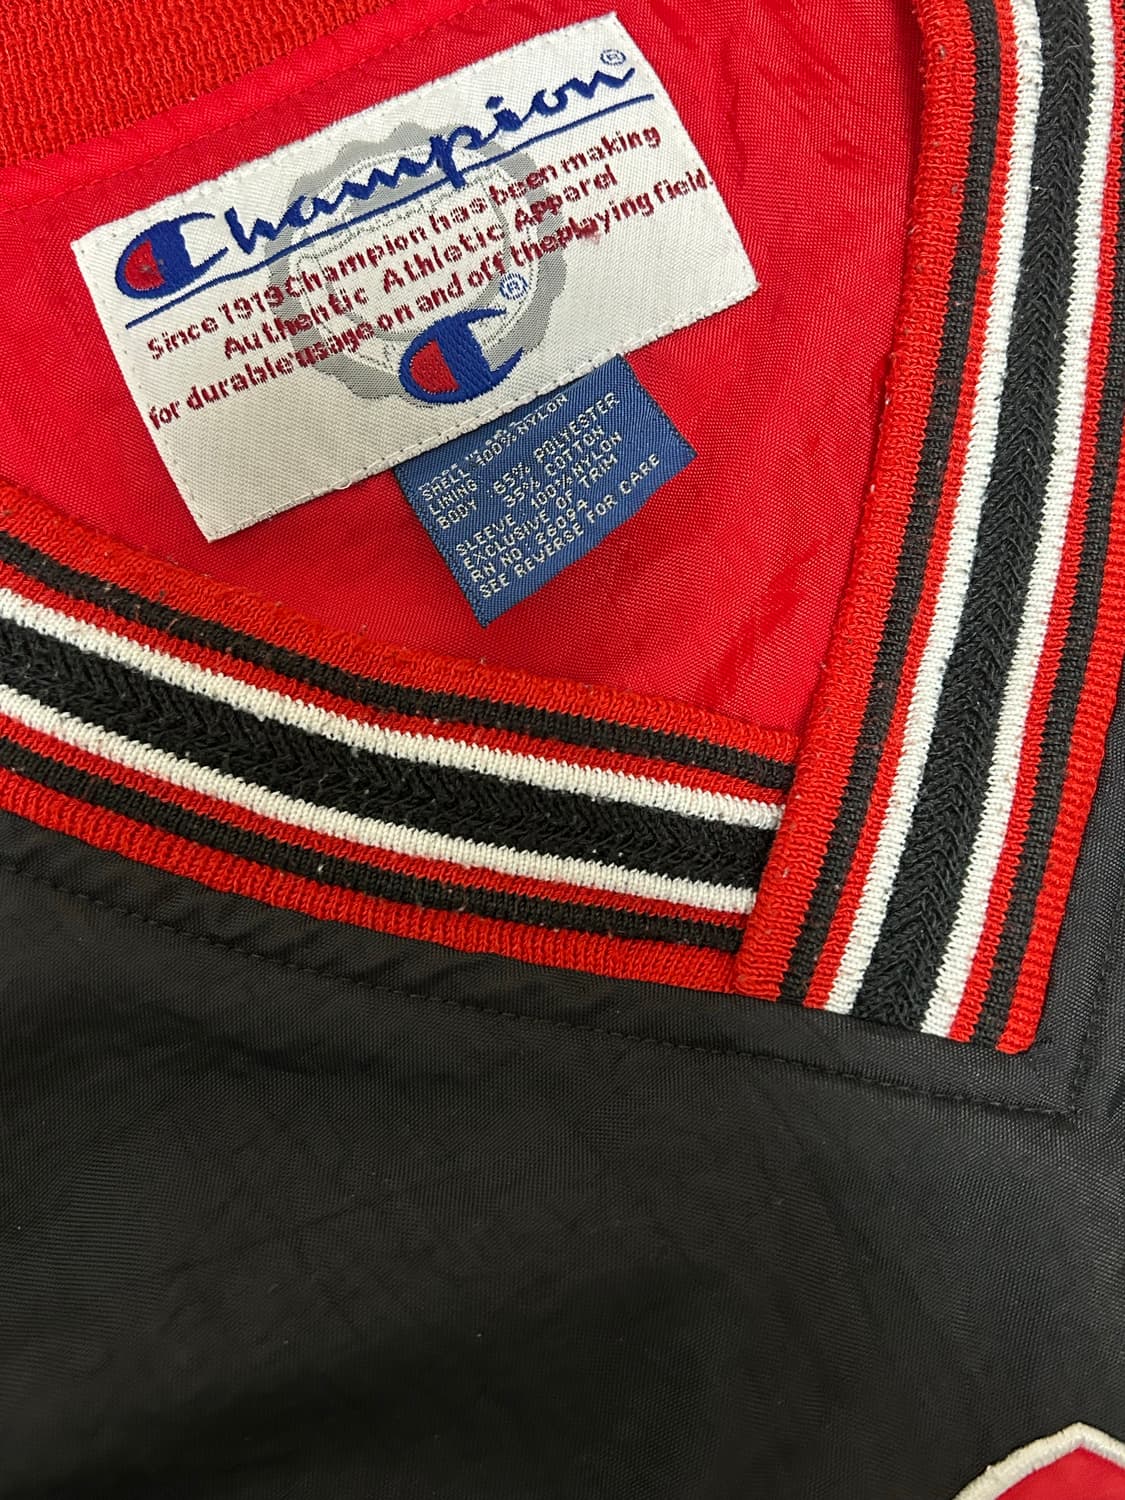 Champion®
Since 1919 Champion has been making
Authentic Athletic Apparel
for durable usage on and off the playing field.
®
SHELL 100% NYLON
LINING
BODY 65% POLYESTER
35% COTTON
SLEEVE 100% NYLON
EXCLUSIVE OF TRIM
RN NO. 26094
SEE REVERSE FOR CARE